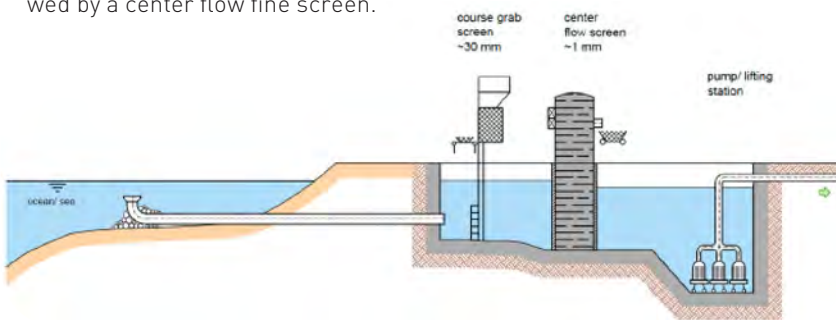 wed by a center flow fine screen.
course grab
screen
~30 mm
center
flow screen
~1 mm
pump/ lifting
station
ocean/ sea